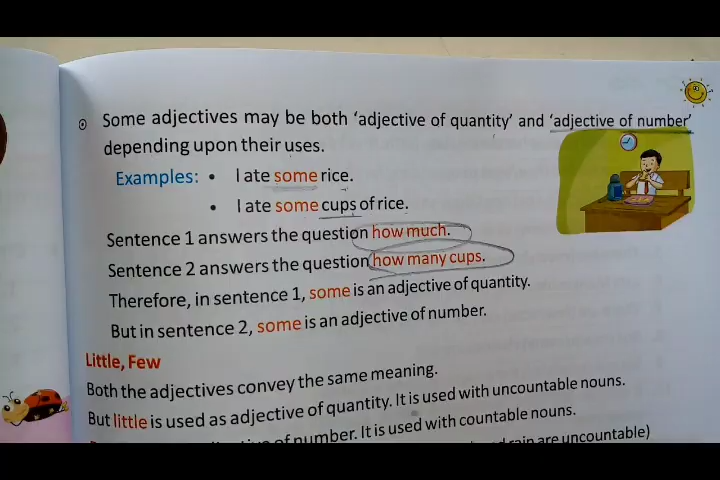 Some adjectives may be both 'adjective of quantity' and 'adjective of number'
depending upon their uses.
Examples: • I ate some rice.
• I ate some cups of rice.
Sentence 1 answers the question how much.
Sentence 2 answers the question how many cups.
Therefore, in sentence 1, some is an adjective of quantity.
But in sentence 2, some is an adjective of number.
Little, Few
Both the adjectives convey the same meaning.
But little is used as adjective of quantity. It is used with uncountable nouns.
of number. It is used with countable nouns.
rain are uncountable)